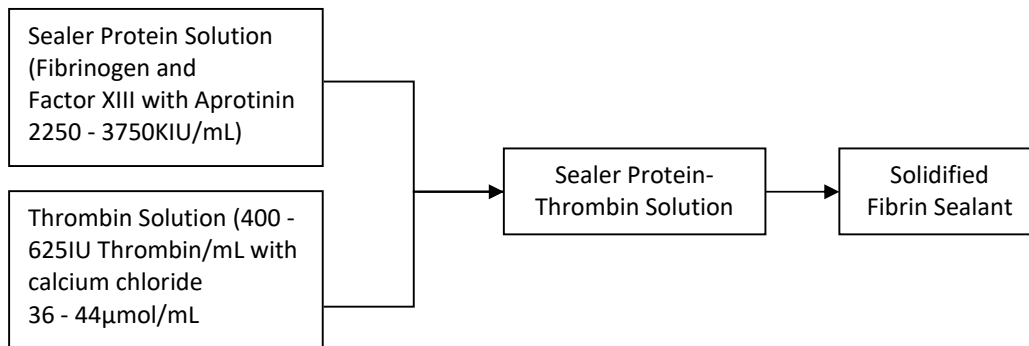 Sealer Protein Solution
(Fibrinogen and
Factor XIII with Aprotinin
2250 - 3750KIU/mL)
Thrombin Solution (400 -
625IU Thrombin/mL with
calcium chloride
36 - 44µmol/mL
Sealer Protein-
Thrombin Solution
Solidified
Fibrin Sealant